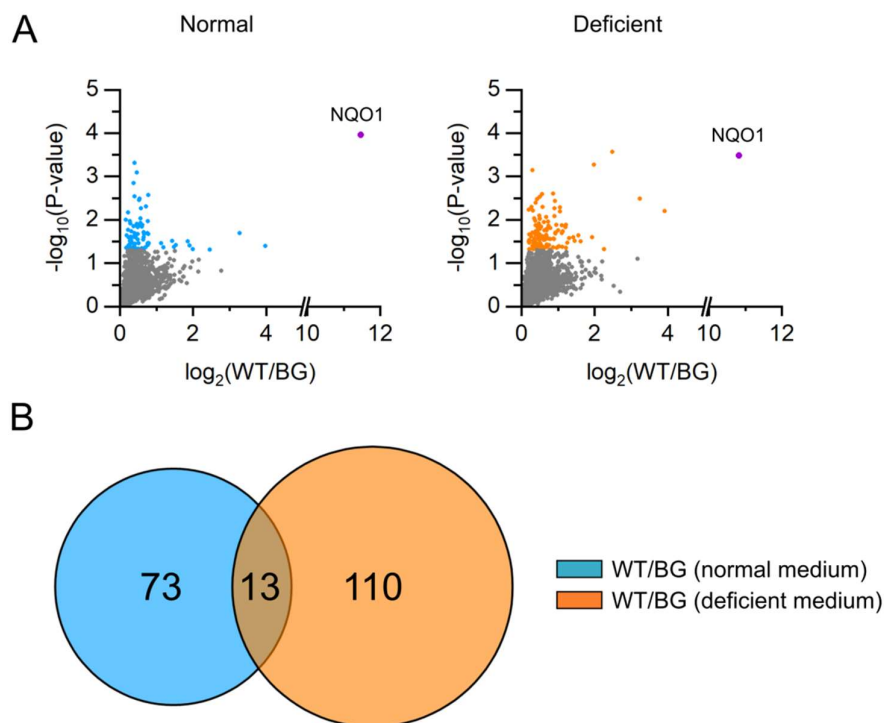 A
Normal
Deficient
5
4
3
2
1
0
-log10(P-value)
NQO1
0 2 4 10 12
log2(WT/BG)
5
4
3
2
1
0
-log10(P-value)
NQO1
0 2 4 10 12
log2(WT/BG)
B
73 13 110
WT/BG (normal medium)
WT/BG (deficient medium)